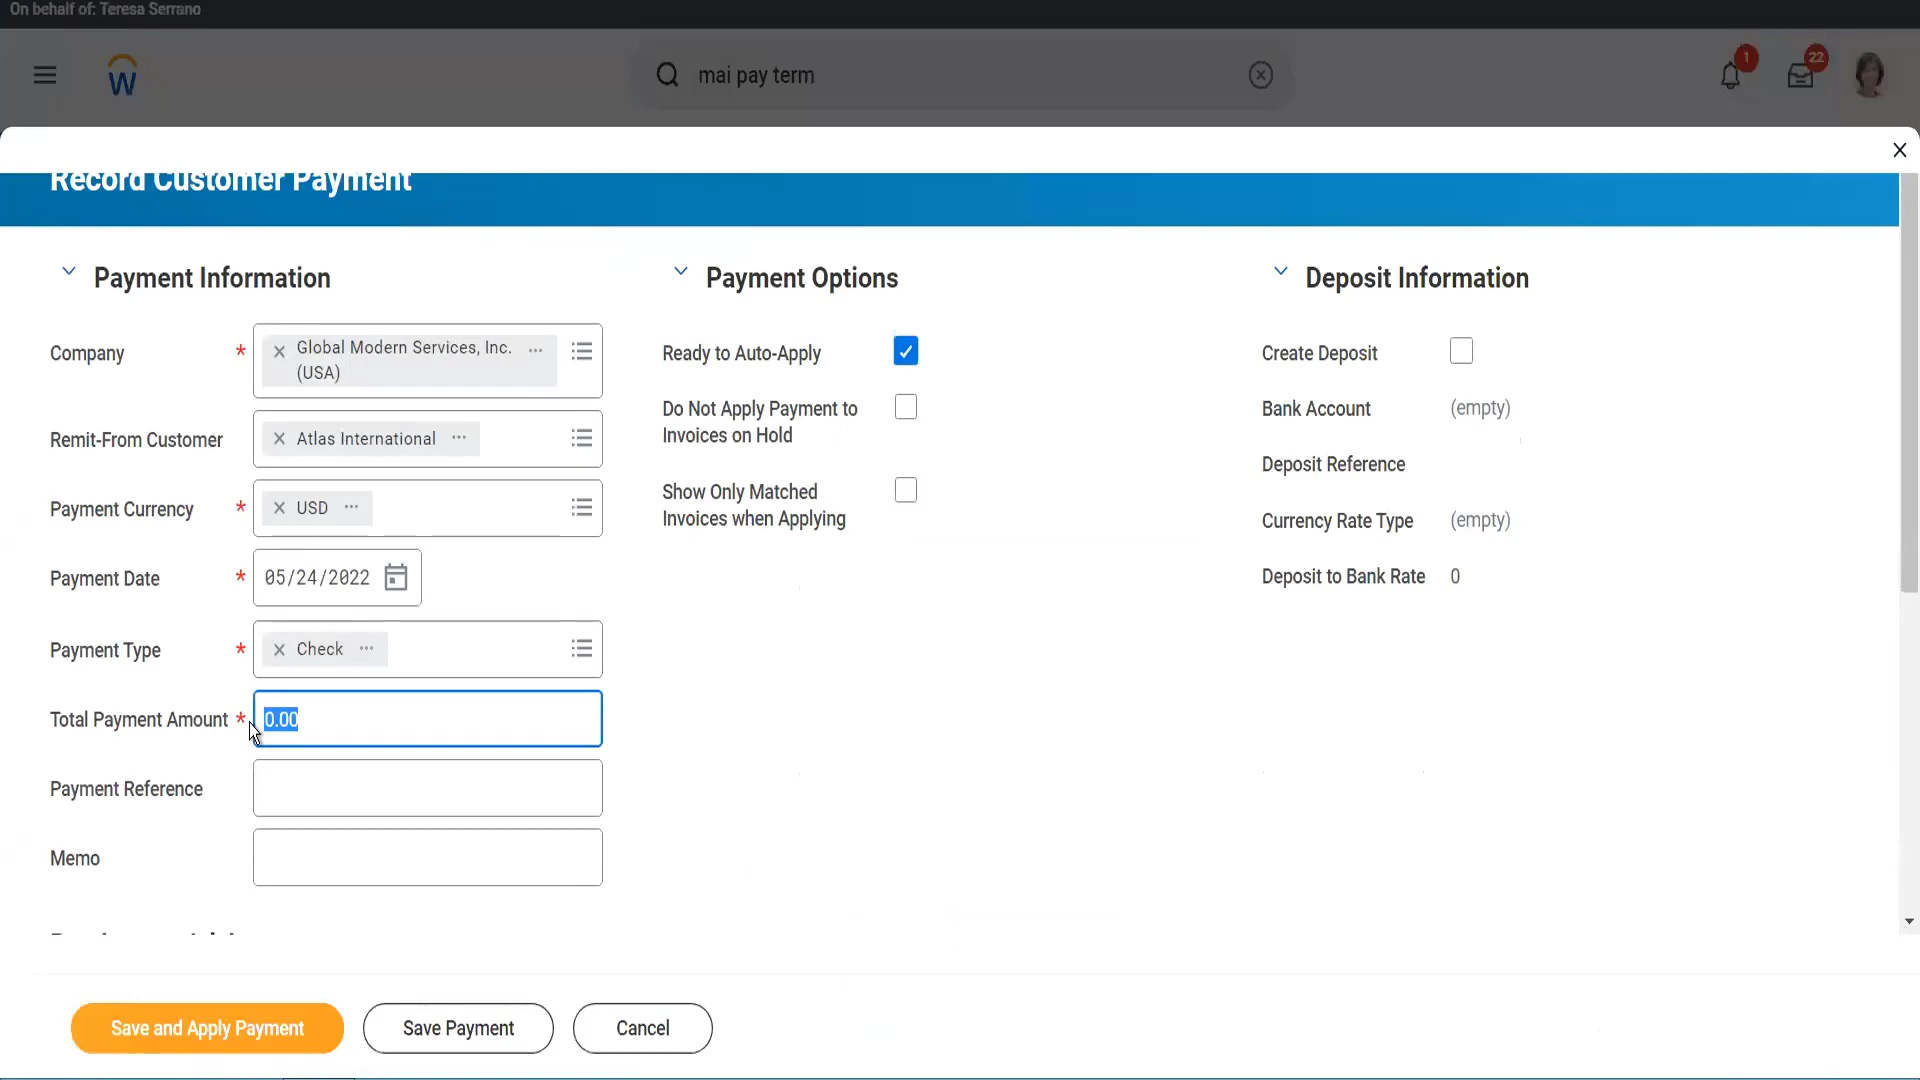 On behalf of: Teresa Serrano
W
mai pay term
1
22
Record Customer Payment
Payment Information
Company *
Global Modern Services, Inc.
(USA)
Remit-From Customer
Atlas International
Payment Currency *
USD
Payment Date *
05/24/2022
Payment Type *
Check
Total Payment Amount *
0.00
Payment Reference
Memo
Payment Options
Ready to Auto-Apply
Do Not Apply Payment to
Invoices on Hold
Show Only Matched
Invoices when Applying
Deposit Information
Create Deposit
Bank Account
(empty)
Deposit Reference
Currency Rate Type
(empty)
Deposit to Bank Rate
0
Save and Apply Payment
Save Payment
Cancel